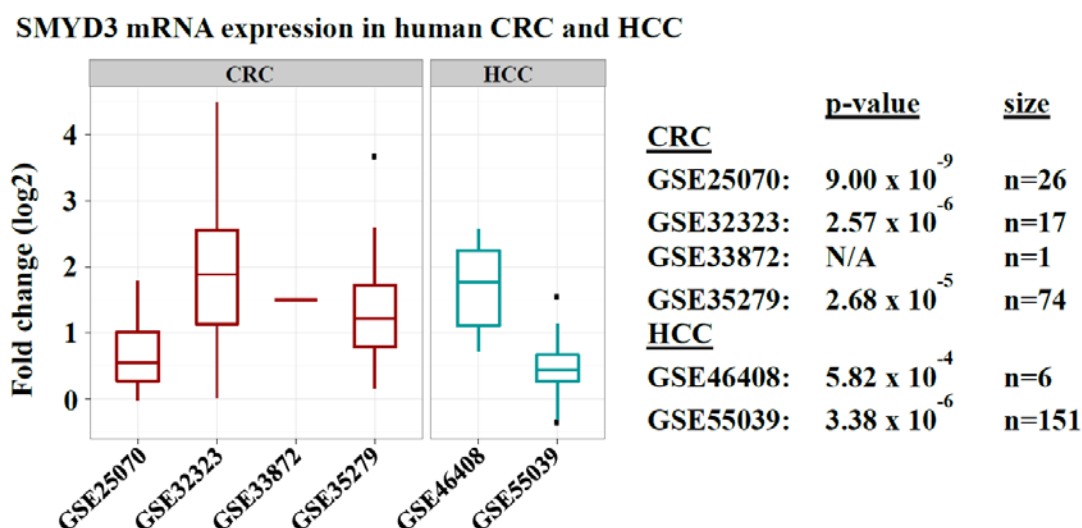 SMYD3 mRNA expression in human CRC and HCC
CRC HCC
Fold change (log2)
4
3
2
1
0
GSE25070 GSE32323 GSE33872 GSE35279 GSE46408 GSE55039
p-value size
CRC
GSE25070: 9.00 x 10^-9 n=26
GSE32323: 2.57 x 10^-6 n=17
GSE33872: N/A n=1
GSE35279: 2.68 x 10^-5 n=74
HCC
GSE46408: 5.82 x 10^-4 n=6
GSE55039: 3.38 x 10^-6 n=151